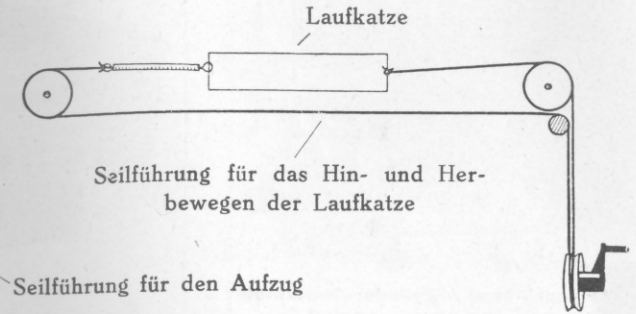 Laufkatze
Seilführung für das Hin- und Her-
bewegen der Laufkatze
Seilführung für den Aufzug